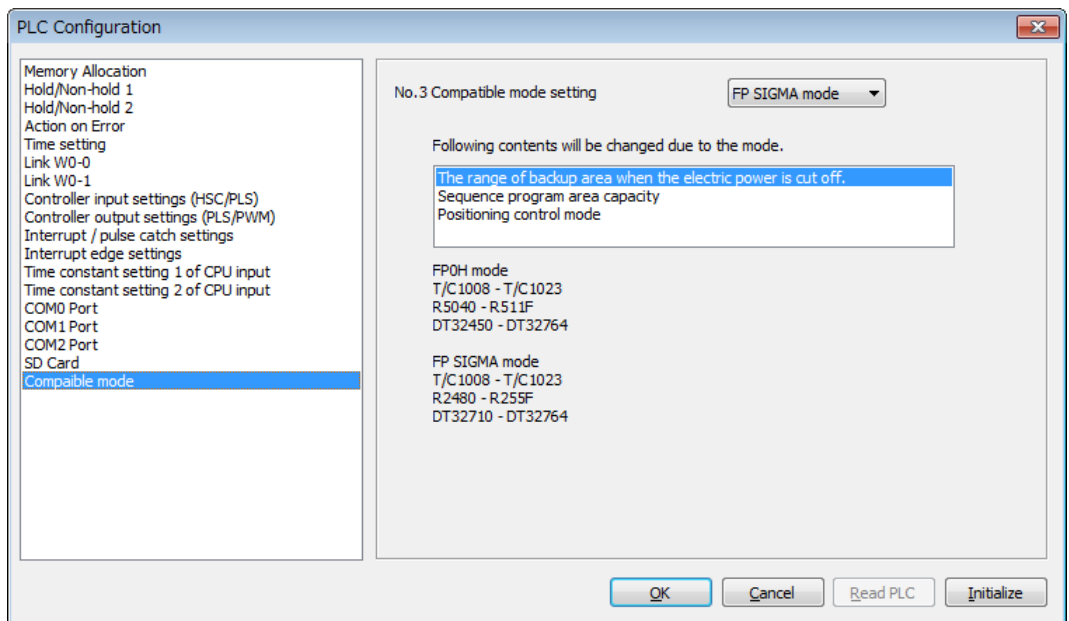 PLC Configuration
Memory Allocation
Hold/Non-hold 1
Hold/Non-hold 2
Action on Error
Time setting
Link W0-0
Link W0-1
Controller input settings (HSC/PLS)
Controller output settings (PLS/PWM)
Interrupt / pulse catch settings
Interrupt edge settings
Time constant setting 1 of CPU input
Time constant setting 2 of CPU input
COM0 Port
COM1 Port
COM2 Port
SD Card
Compaible mode
No.3 Compatible mode setting
FP SIGMA mode
Following contents will be changed due to the mode.
The range of backup area when the electric power is cut off.
Sequence program area capacity
Positioning control mode
FP0H mode
T/C1008 - T/C1023
R5040 - R511F
DT32450 - DT32764
FP SIGMA mode
T/C1008 - T/C1023
R2480 - R255F
DT32710 - DT32764
OK
Cancel
Read PLC
Initialize